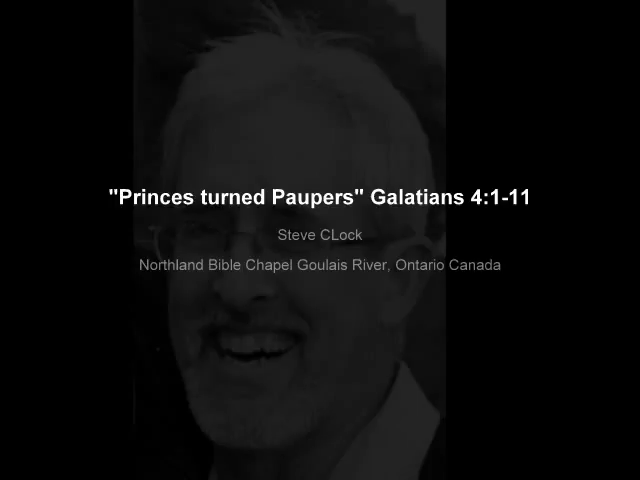 "Princes turned Paupers" Galatians 4:1-11
Steve CLock
Northland Bible Chapel Goulais River, Ontario Canada